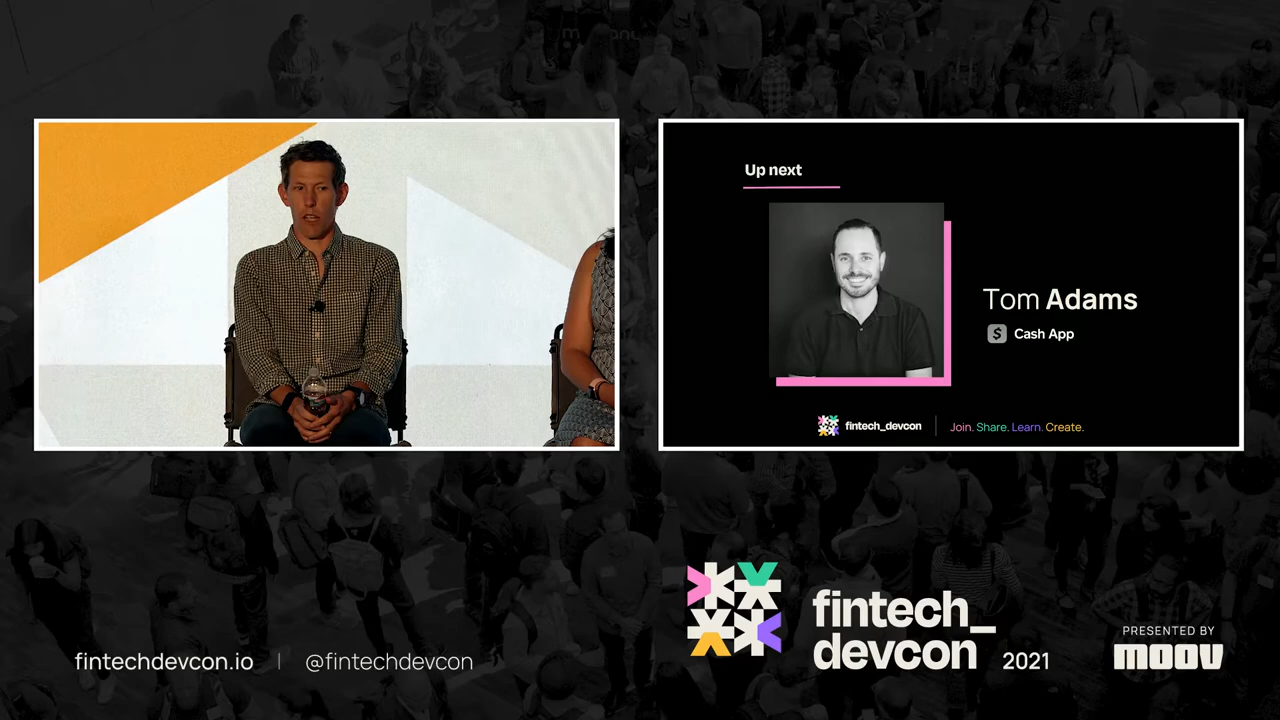 Up next
Tom Adams
$ Cash App
fintech_devcon
Join. Share. Learn. Create.
fintech_
devcon 2021
PRESENTED BY
moov
fintechdevcon.io | @fintechdevcon